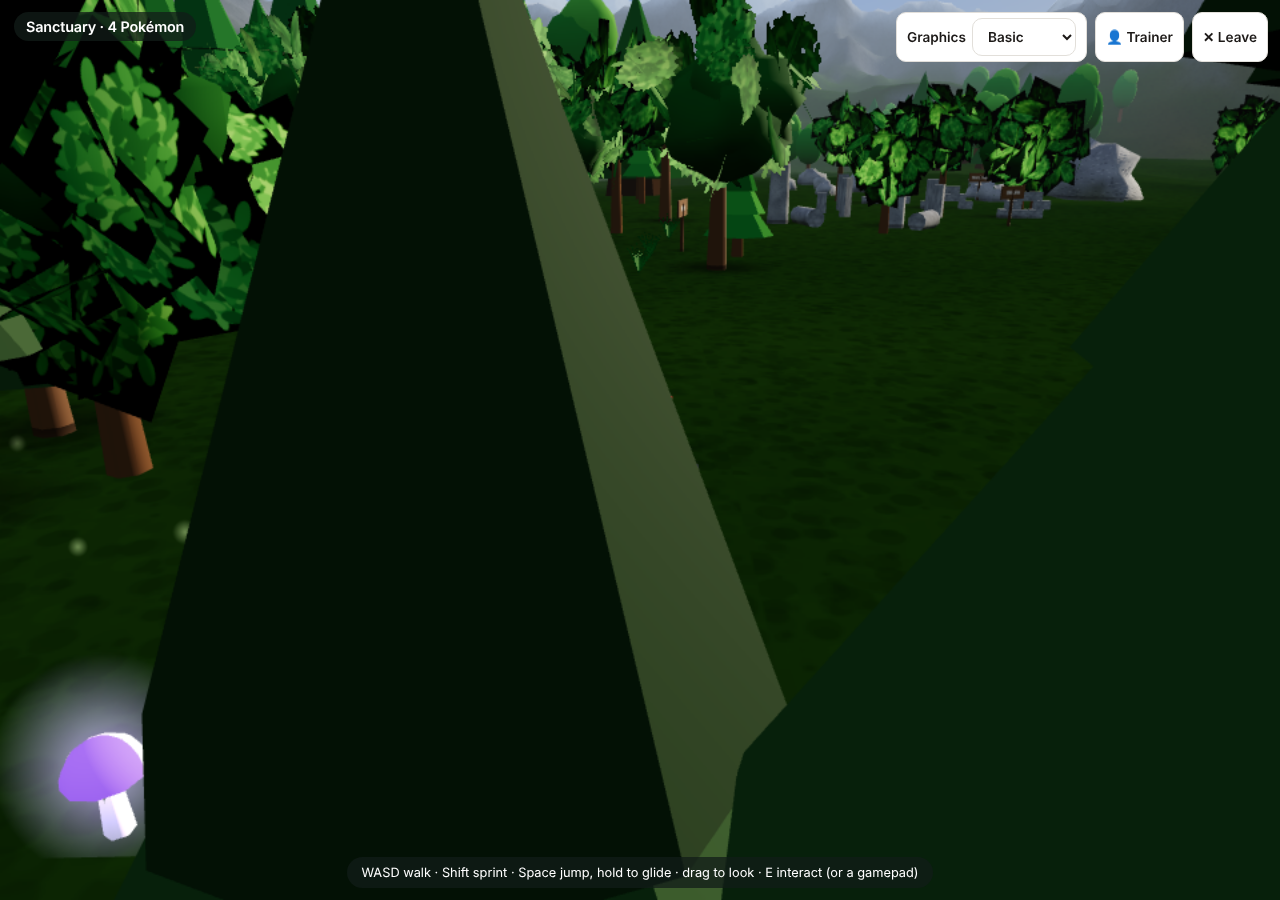 Sanctuary · 4 Pokémon
Graphics
Basic
👤 Trainer
✕ Leave
WASD walk · Shift sprint · Space jump, hold to glide · drag to look · E interact (or a gamepad)